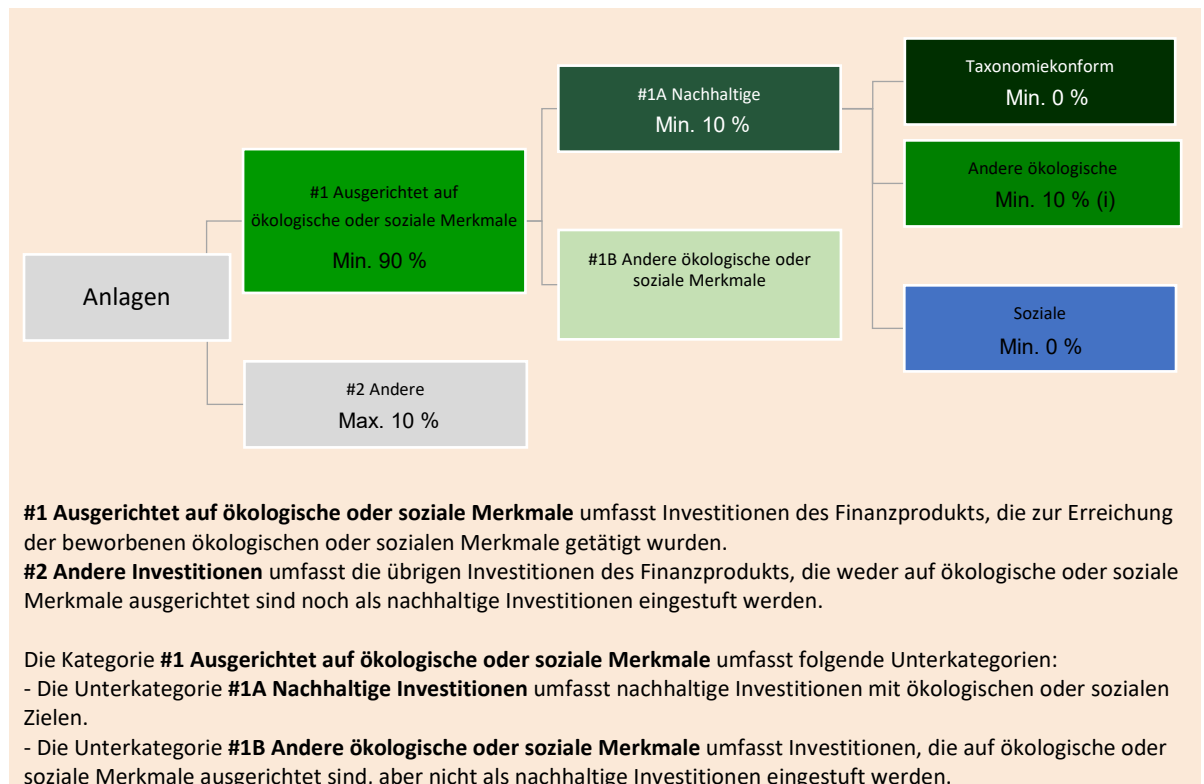 Taxonomiekonform
Min. 0 %
#1A Nachhaltige
Min. 10 %
Andere ökologische
Min. 10 % (i)
#1 Ausgerichtet auf
ökologische oder soziale Merkmale
Min. 90 %
#1B Andere ökologische oder
soziale Merkmale
Anlagen
Soziale
Min. 0 %
#2 Andere
Max. 10 %
#1 Ausgerichtet auf ökologische oder soziale Merkmale umfasst Investitionen des Finanzprodukts, die zur Erreichung
der beworbenen ökologischen oder sozialen Merkmale getätigt wurden.
#2 Andere Investitionen umfasst die übrigen Investitionen des Finanzprodukts, die weder auf ökologische oder soziale
Merkmale ausgerichtet sind noch als nachhaltige Investitionen eingestuft werden.
Die Kategorie #1 Ausgerichtet auf ökologische oder soziale Merkmale umfasst folgende Unterkategorien:
- Die Unterkategorie #1A Nachhaltige Investitionen umfasst nachhaltige Investitionen mit ökologischen oder sozialen
Zielen.
- Die Unterkategorie #1B Andere ökologische oder soziale Merkmale umfasst Investitionen, die auf ökologische oder
soziale Merkmale ausgerichtet sind, aber nicht als nachhaltige Investitionen eingestuft werden.